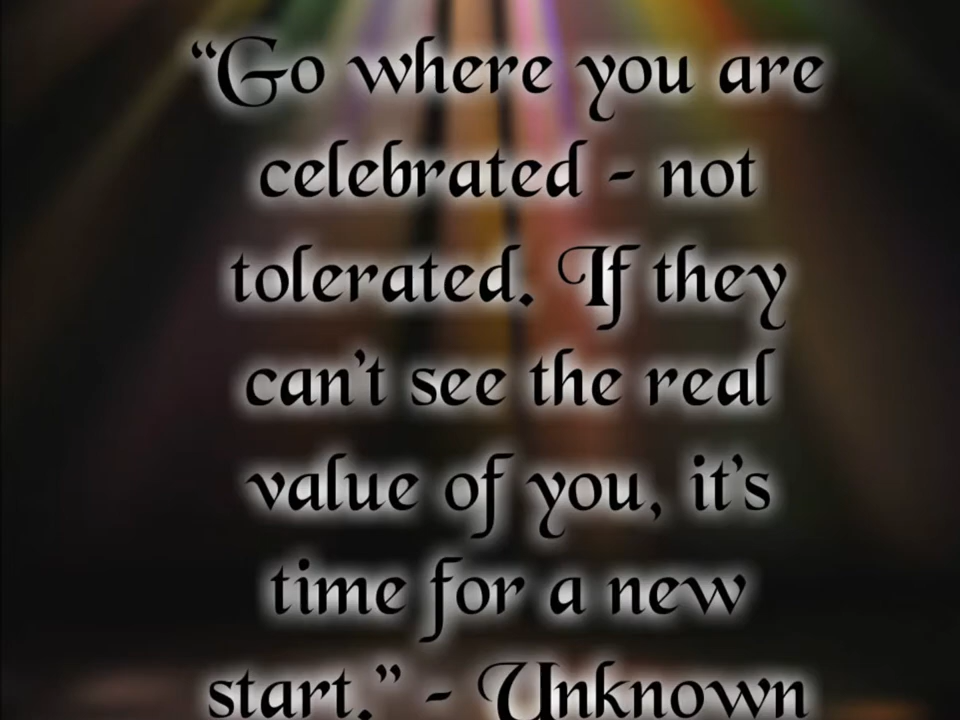 “Go where you are
celebrated - not
tolerated. If they
can’t see the real
value of you, it’s
time for a new
start.” - Unknown